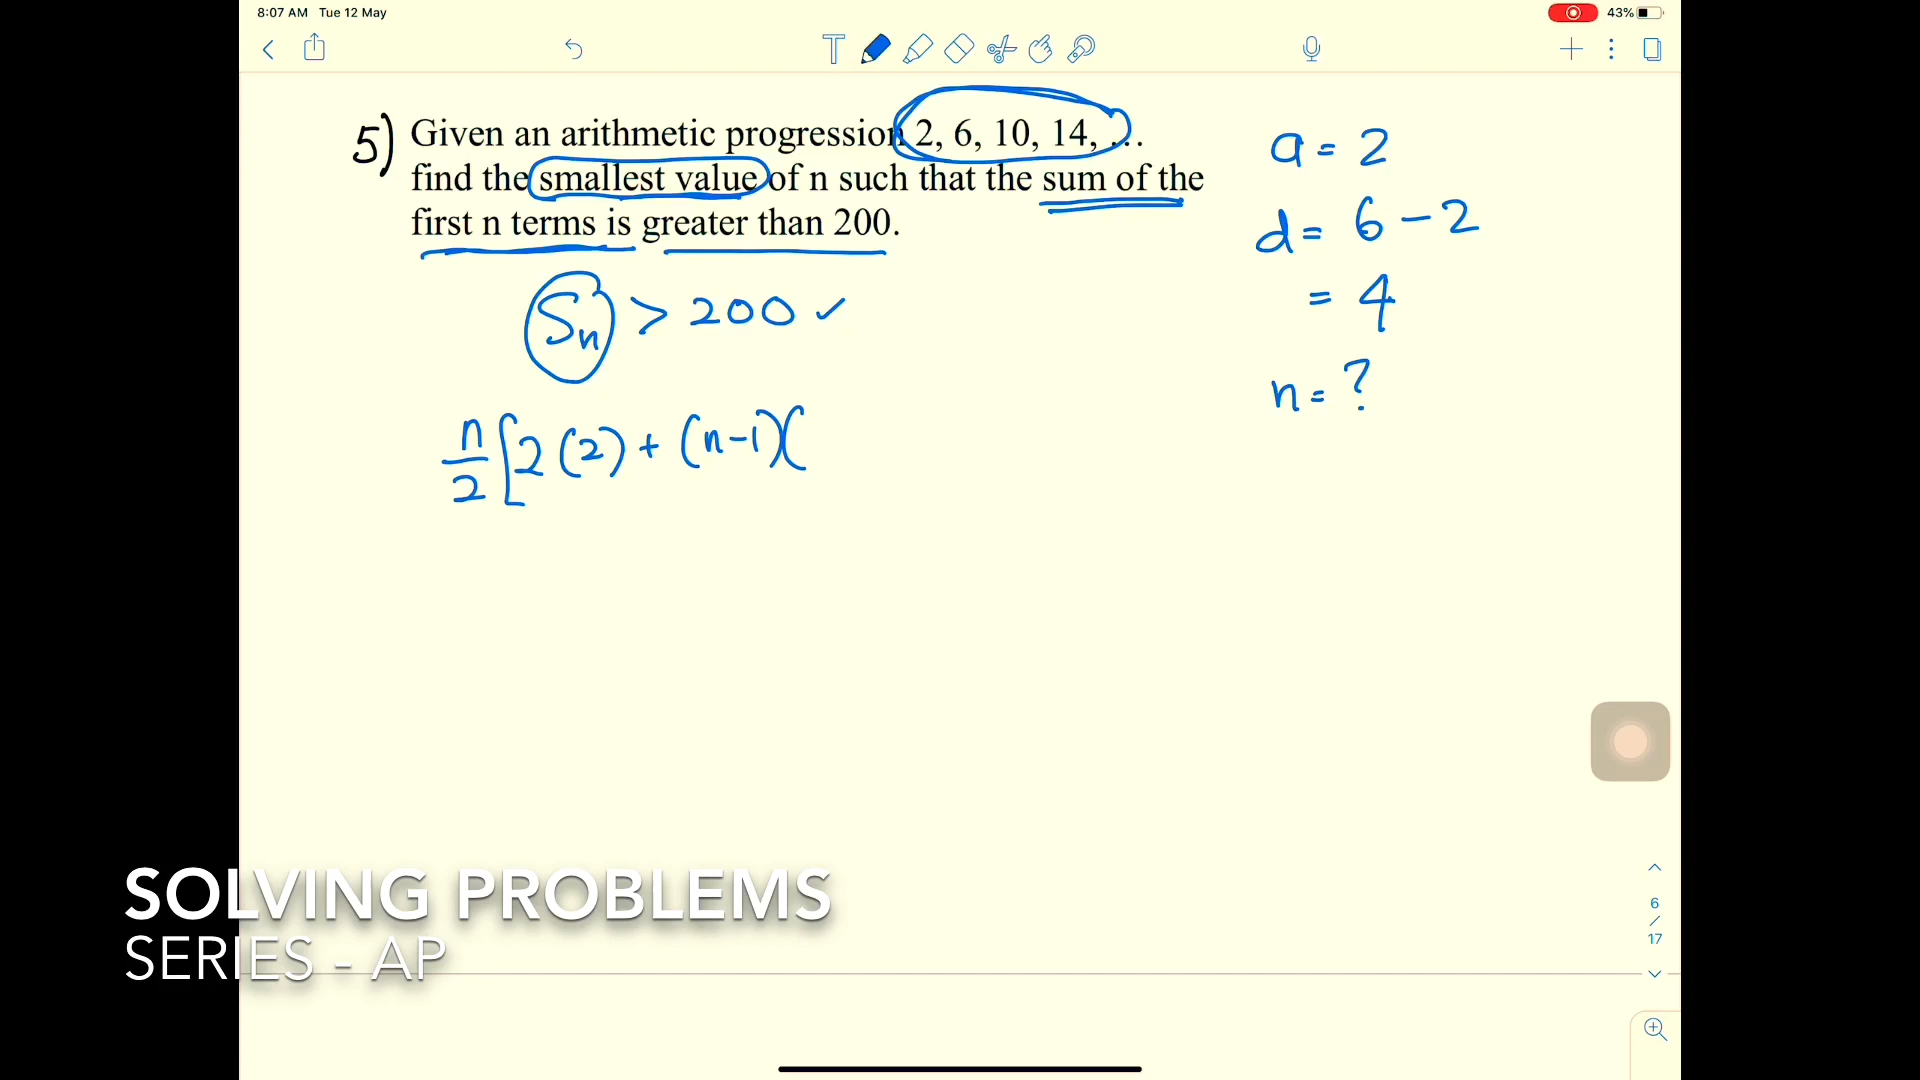 8:07 AM Tue 12 May
43%
5) Given an arithmetic progression 2, 6, 10, 14, …
find the smallest value of n such that the sum of the
first n terms is greater than 200.
a = 2
d = 6 - 2
= 4
n = ?
Sn > 200 ✓
n/2 [2(2) + (n-1)(
SOLVING PROBLEMS
SERIES - AP
6
/
17